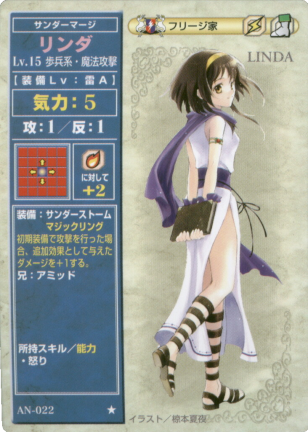 サンダーマージ
リンダ
Lv.15 歩兵系・魔法攻撃
【装備Lv：雷A】
気力：5
攻：1／反：1
に対して
+2
装備：サンダーストーム
マジックリング
初期装備で攻撃を行った場
合、追加効果として与えた
ダメージを+1する。
兄：アミッド
所持スキル／能力
・怒り
AN-022
★
フリージ家
LINDA
イラスト／椋本夏夜